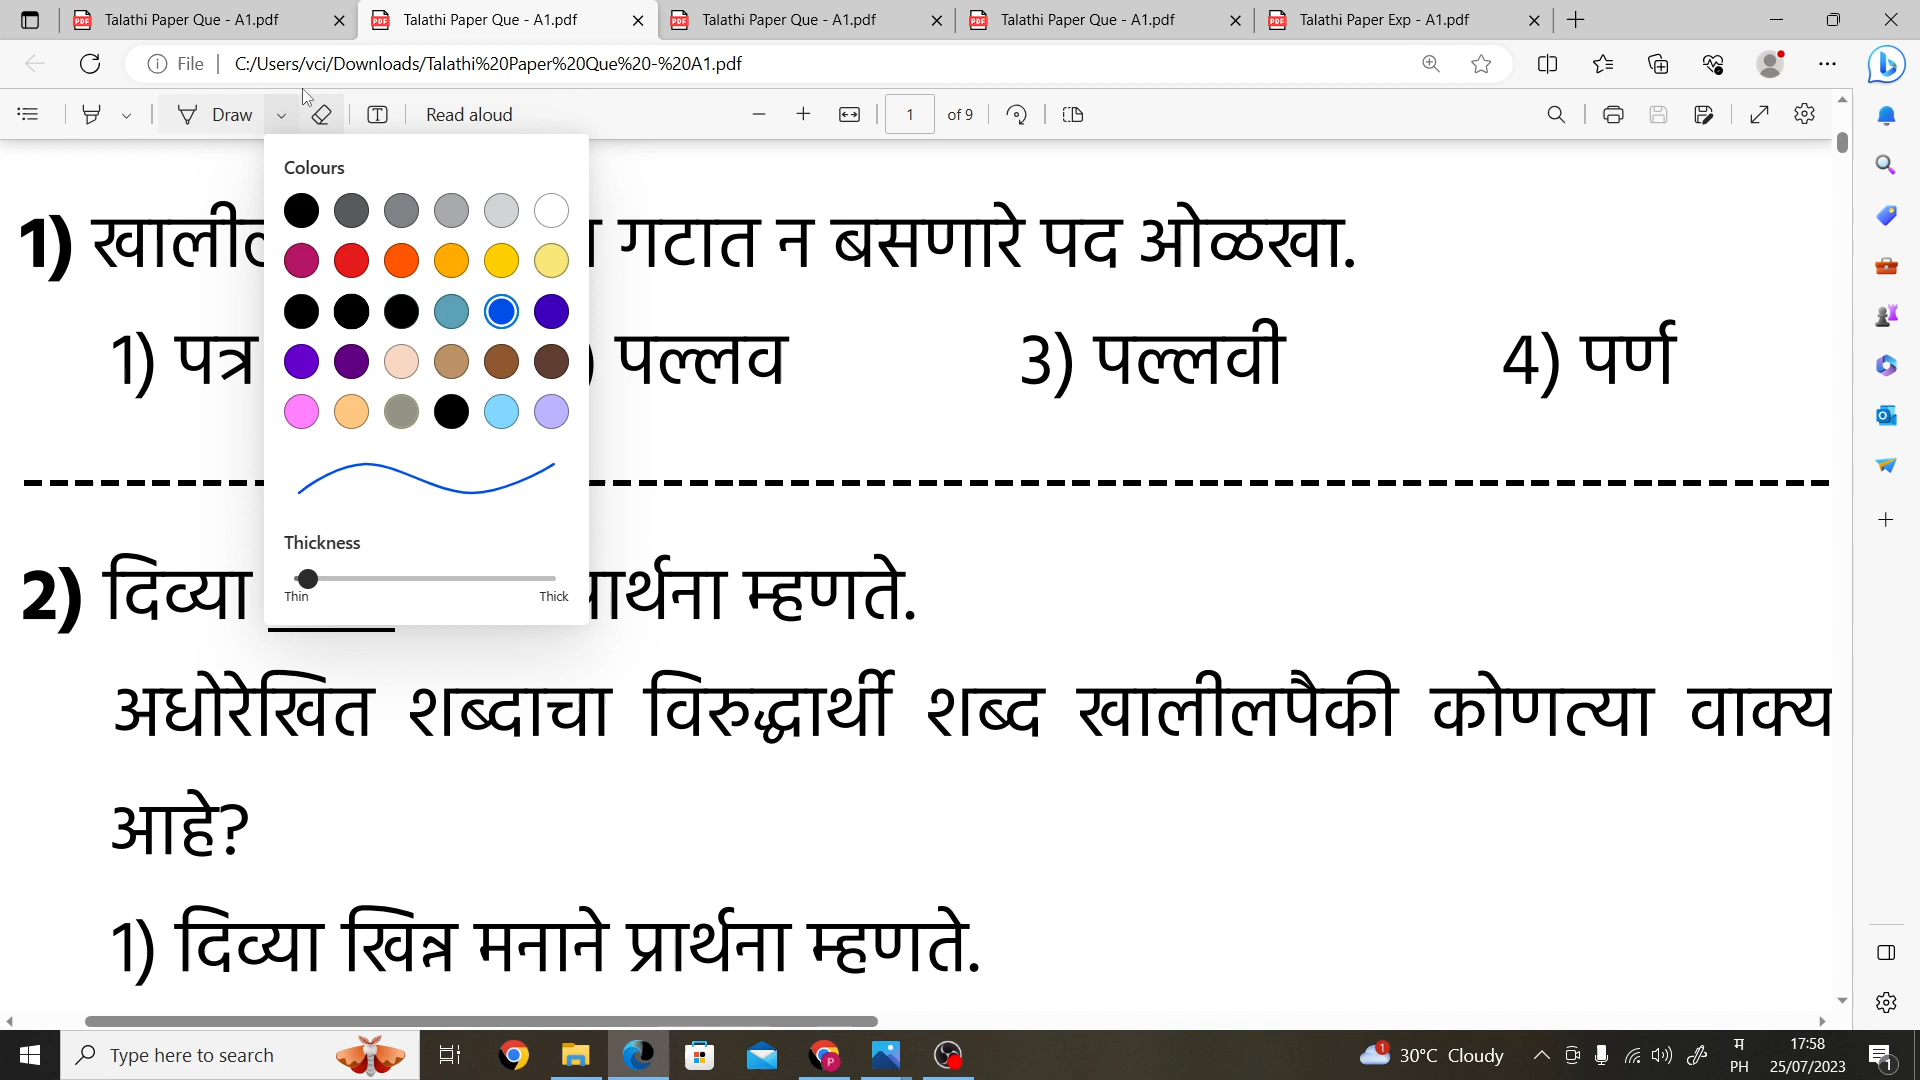 Talathi Paper Que - A1.pdf
Talathi Paper Que - A1.pdf
Talathi Paper Que - A1.pdf
Talathi Paper Que - A1.pdf
Talathi Paper Exp - A1.pdf
File
C:/Users/vci/Downloads/Talathi%20Paper%20Que%20-%20A1.pdf
Draw
Read aloud
1 of 9
Colours
1) गटात न बसणारे पद ओळखा.
1) पत्र ) पल्लव 3) पल्लवी 4) पर्ण
Thickness
Thin Thick
2) दिव्या म्हणते.
अधोरेखित शब्दाचा विरुद्धार्थी शब्द खालीलपैकी कोणत्या वाक्य
आहे?
1) दिव्या खिन्न मनाने प्रार्थना म्हणते.
Type here to search
1
30°C Cloudy
म
PH
17:58
25/07/2023
1